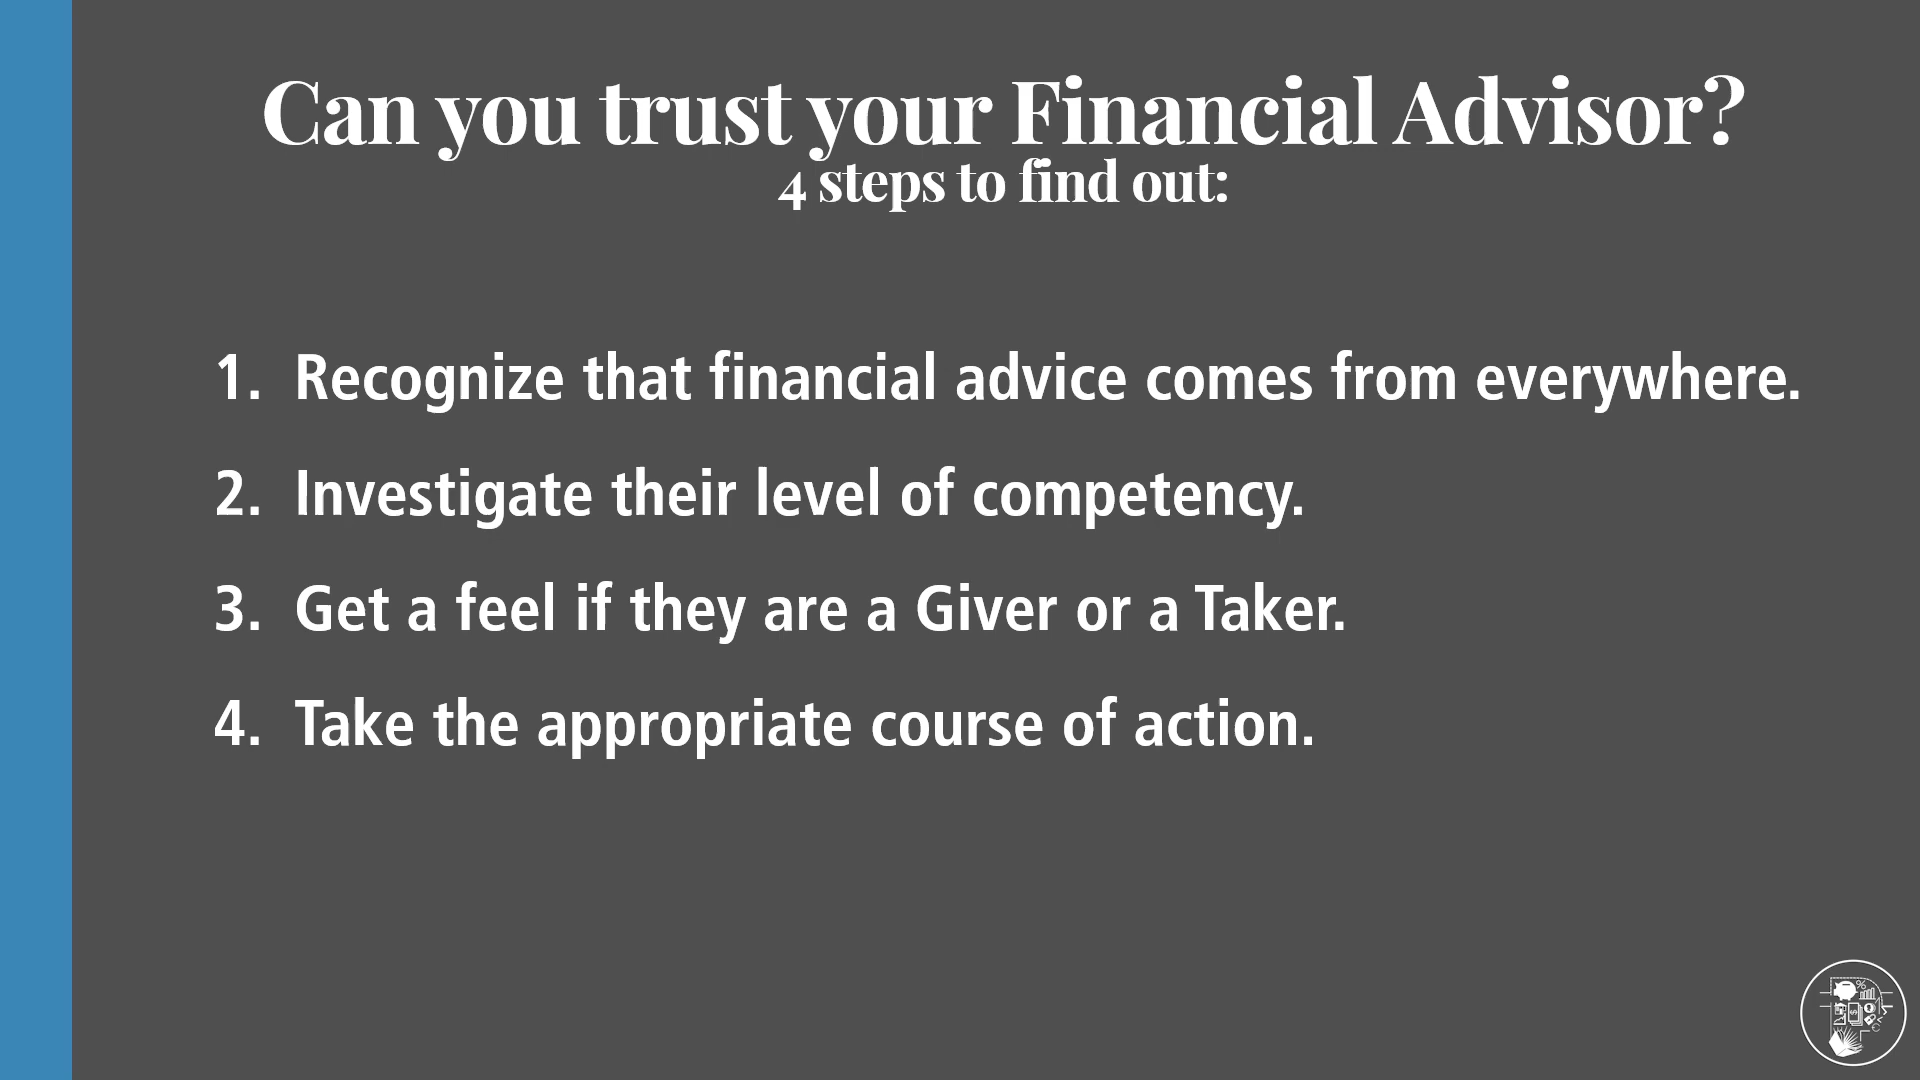 Can you trust your Financial Advisor?
4 steps to find out:
1. Recognize that financial advice comes from everywhere.
2. Investigate their level of competency.
3. Get a feel if they are a Giver or a Taker.
4. Take the appropriate course of action.